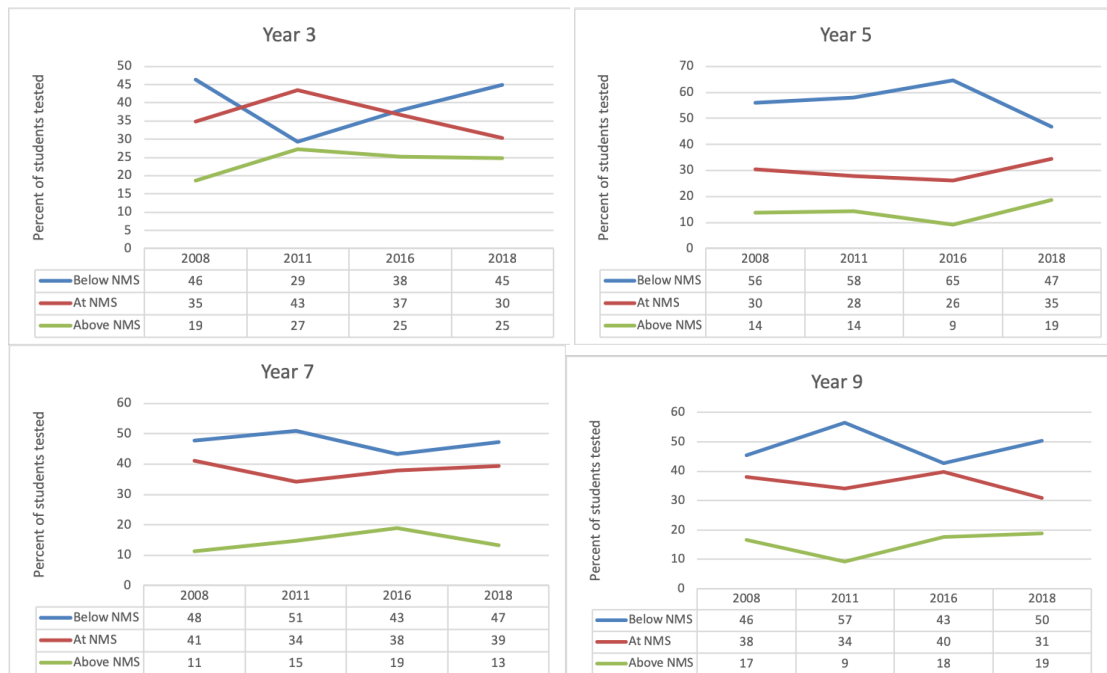 Year 3
Percent of students tested
50
45
40
35
30
25
20
15
10
5
0
2008 2011 2016 2018
Below NMS 46 29 38 45
At NMS 35 43 37 30
Above NMS 19 27 25 25
Year 5
Percent of students tested
70
60
50
40
30
20
10
0
2008 2011 2016 2018
Below NMS 56 58 65 47
At NMS 30 28 26 35
Above NMS 14 14 9 19
Year 7
Percent of students tested
60
50
40
30
20
10
0
2008 2011 2016 2018
Below NMS 48 51 43 47
At NMS 41 34 38 39
Above NMS 11 15 19 13
Year 9
Percent of students tested
60
50
40
30
20
10
0
2008 2011 2016 2018
Below NMS 46 57 43 50
At NMS 38 34 40 31
Above NMS 17 9 18 19